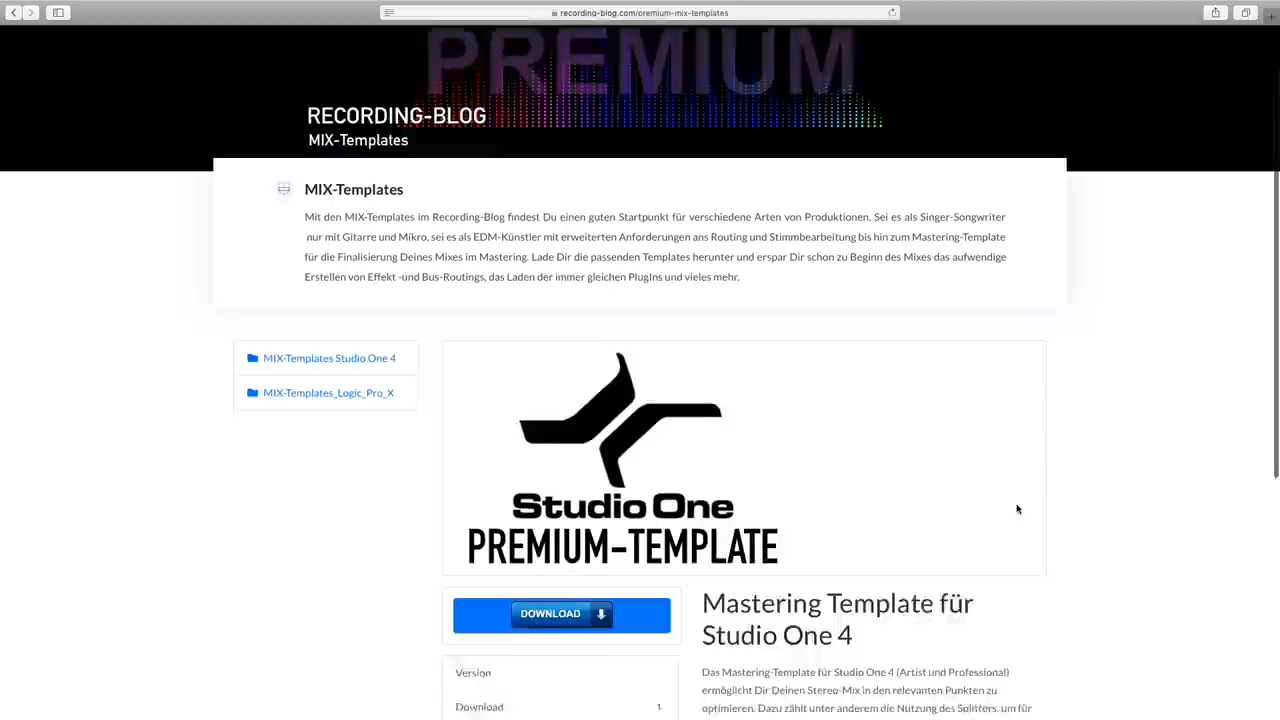 recording-blog.com/premium-mix-templates
PREMIUM
RECORDING-BLOG
MIX-Templates
MIX-Templates
Mit den MIX-Templates im Recording-Blog findest Du einen guten Startpunkt für verschiedene Arten von Produktionen. Sei es als Singer-Songwriter
nur mit Gitarre und Mikro, sei es als EDM-Künstler mit erweiterten Anforderungen ans Routing und Stimmbearbeitung bis hin zum Mastering-Template
für die Finalisierung Deines Mixes im Mastering. Lade Dir die passenden Templates herunter und erspar Dir schon zu Beginn des Mixes das aufwendige
Erstellen von Effekt -und Bus-Routings, das Laden der immer gleichen PlugIns und vieles mehr.
MIX-Templates Studio One 4
MIX-Templates_Logic_Pro_X
Studio One
PREMIUM-TEMPLATE
DOWNLOAD
Version
Download 1
Mastering Template für
Studio One 4
Das Mastering-Template für Studio One 4 (Artist und Professional)
ermöglicht Dir Deinen Stereo-Mix in den relevanten Punkten zu
optimieren. Dazu zählt unter anderem die Nutzung des Splitters, um für